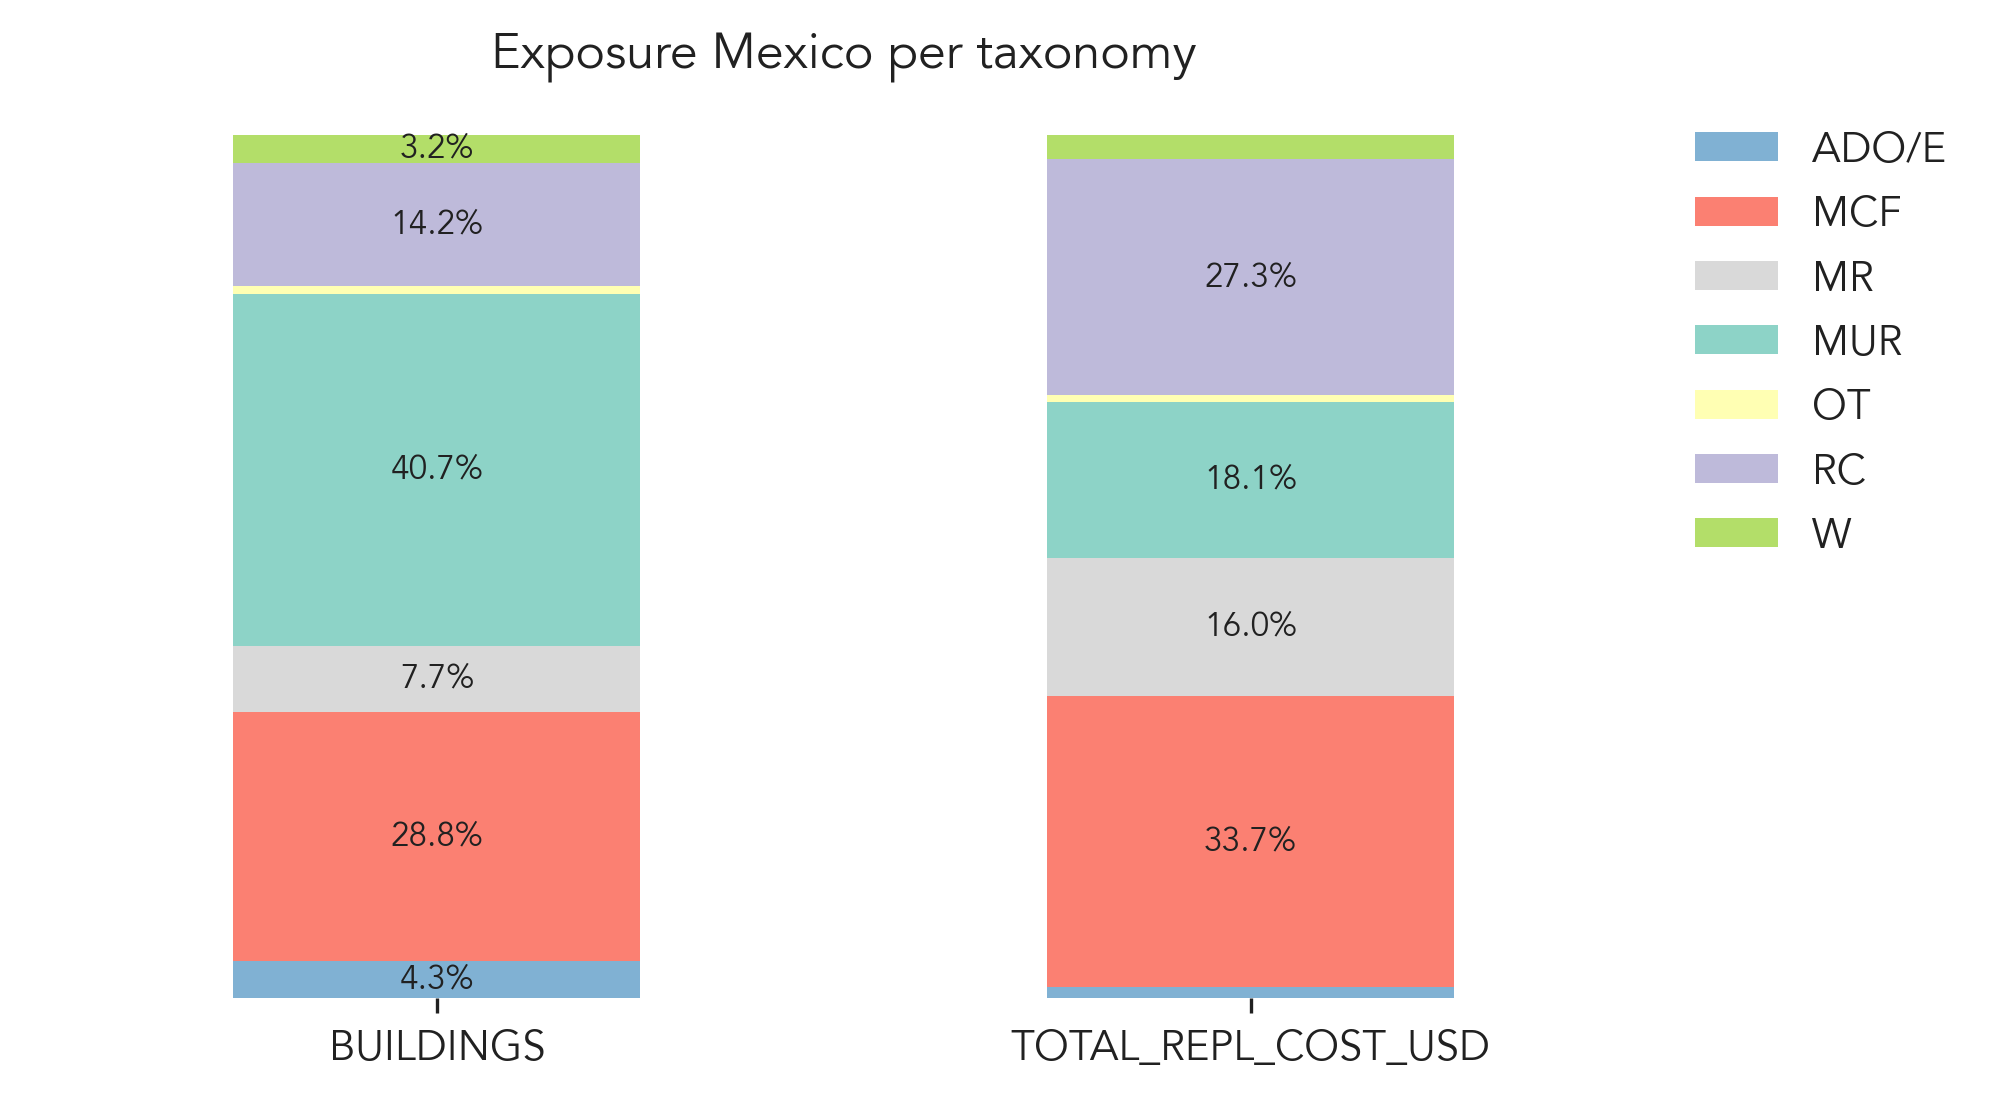 Exposure Mexico per taxonomy
3.2%
14.2%
40.7%
7.7%
28.8%
4.3%
27.3%
18.1%
16.0%
33.7%
BUILDINGS
TOTAL_REPL_COST_USD
ADO/E
MCF
MR
MUR
OT
RC
W